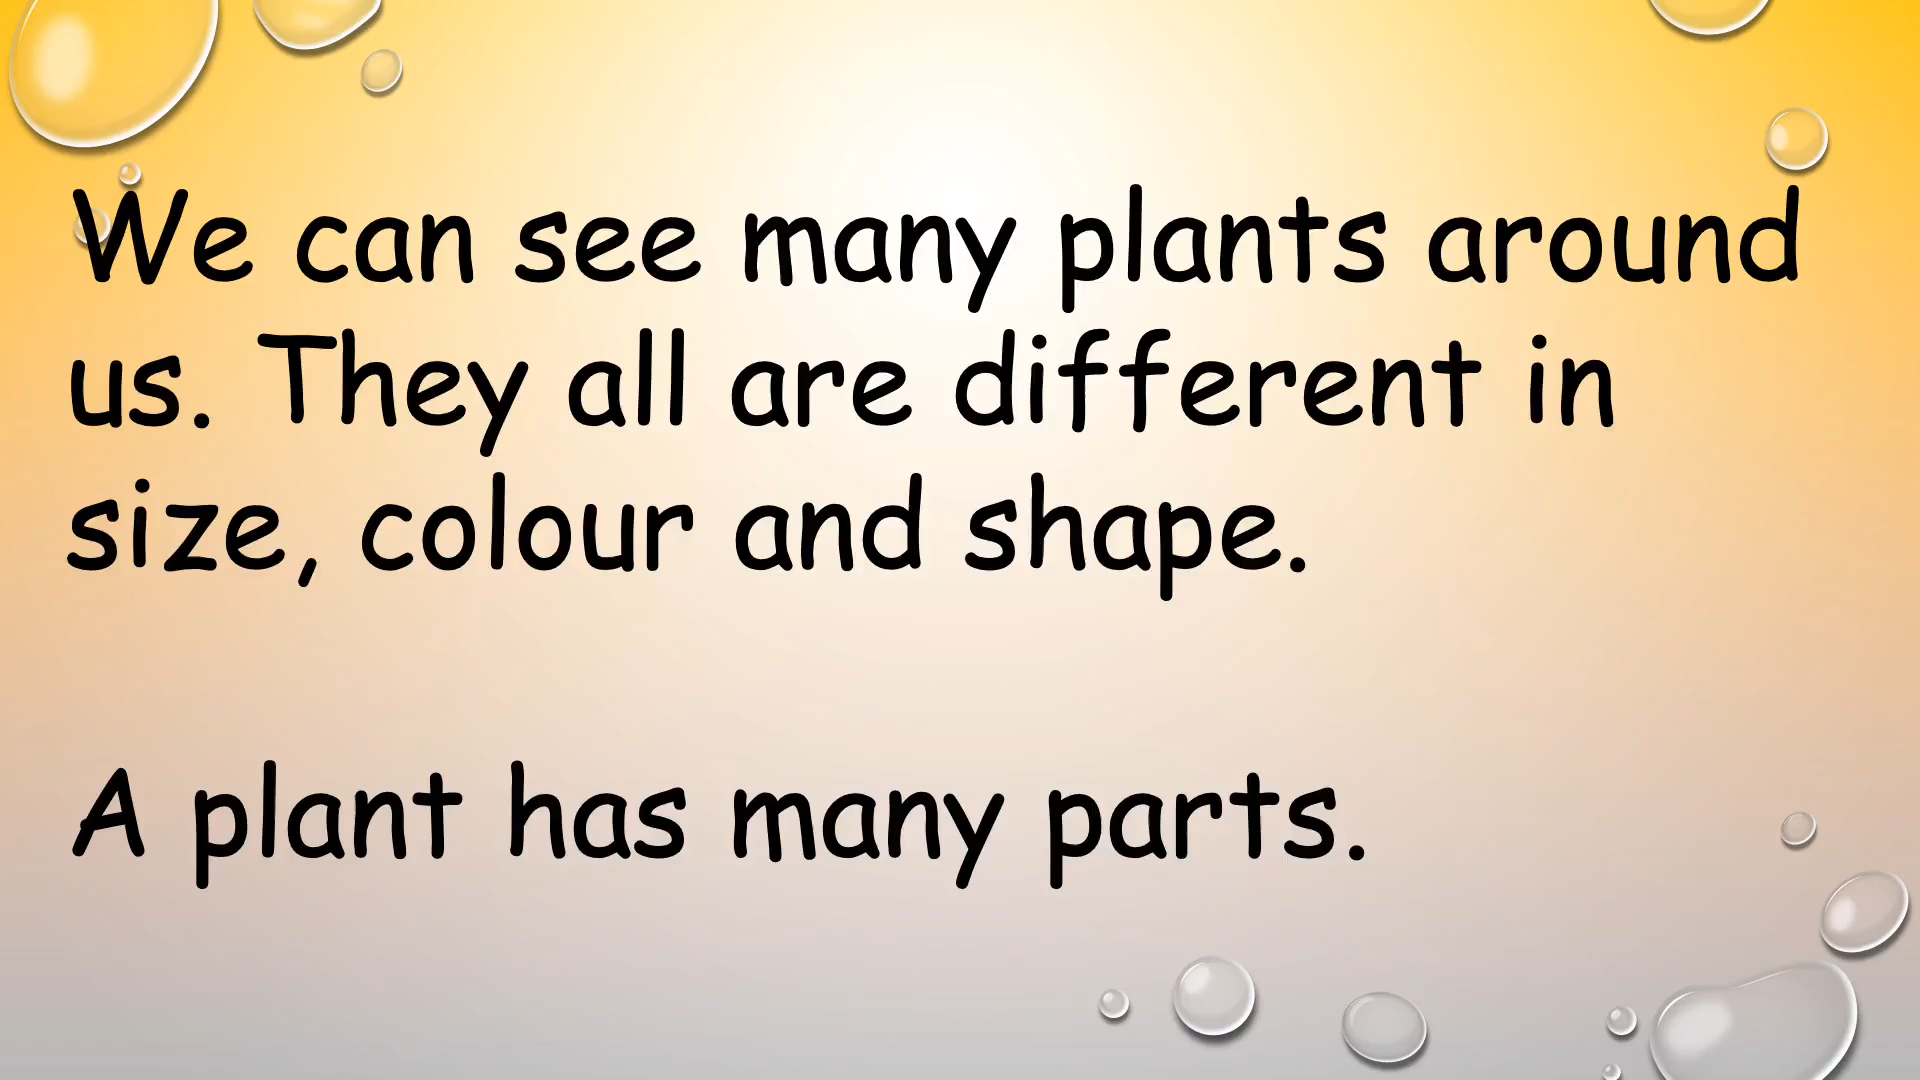 We can see many plants around
us. They all are different in
size, colour and shape.
A plant has many parts.